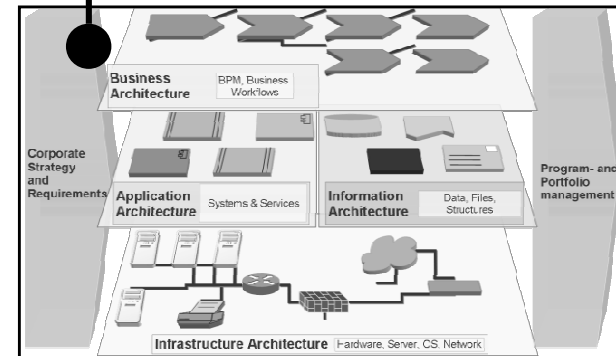 Business
Architecture
BPM, Business
Workflows
Corporate
Strategy
and
Requirements
Application
Architecture
Systems & Services
Information
Architecture
Data, Files,
Structures
Program- and
Portfolio
management
Infrastructure Architecture
Hardware, Server, OS, Network